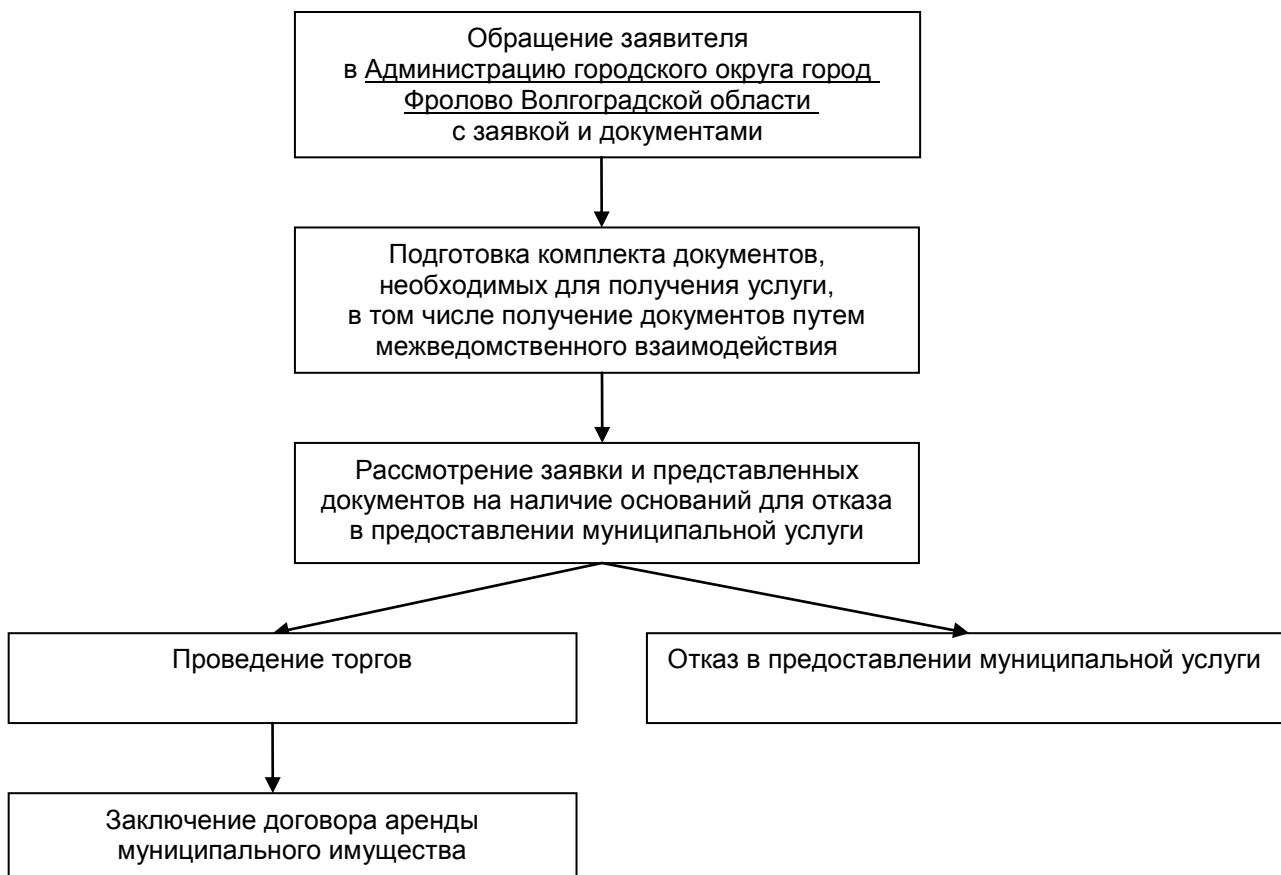 Обращение заявителя
в Администрацию городского округа город
Фролово Волгоградской области
с заявкой и документами
Подготовка комплекта документов,
необходимых для получения услуги,
в том числе получение документов путем
межведомственного взаимодействия
Рассмотрение заявки и представленных
документов на наличие оснований для отказа
в предоставлении муниципальной услуги
Проведение торгов
Отказ в предоставлении муниципальной услуги
Заключение договора аренды
муниципального имущества